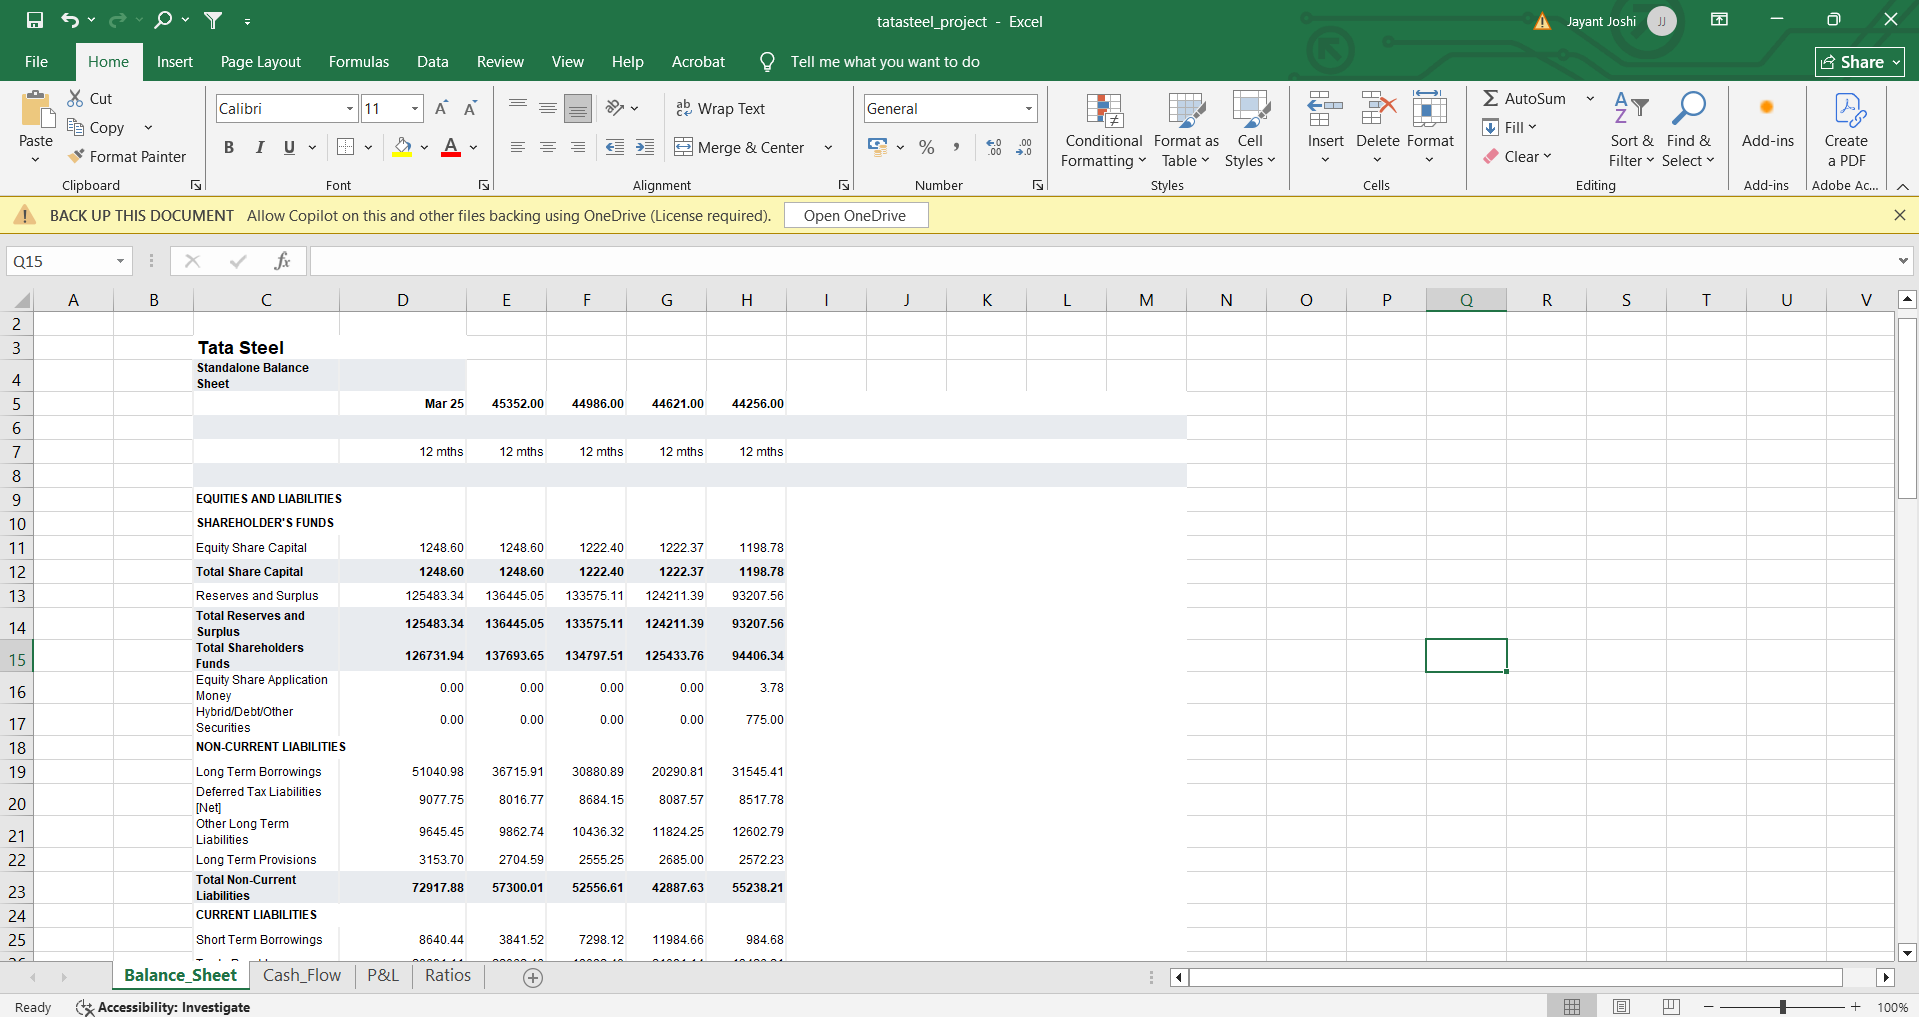 tatasteel_project - Excel
Jayant Joshi JJ
File Home Insert Page Layout Formulas Data Review View Help Acrobat Tell me what you want to do Share
Paste
Cut
Copy
Format Painter
Clipboard
Calibri 11
B I U A
Font
ab Wrap Text
Merge & Center
Alignment
General
% , .00
Number
Conditional Formatting
Format as Table
Cell Styles
Styles
Insert Delete Format
Cells
AutoSum
Fill
Clear
Sort & Filter
Find & Select
Editing
Add-ins
Add-ins
Create a PDF
Adobe Ac...
BACK UP THIS DOCUMENT Allow Copilot on this and other files backing using OneDrive (License required). Open OneDrive
Q15 fx
A B C D E F G H I J K L M N O P Q R S T U V
2
3 Tata Steel
4 Standalone Balance Sheet
5 Mar 25 45352.00 44986.00 44621.00 44256.00
6
7 12 mths 12 mths 12 mths 12 mths 12 mths
8
9 EQUITIES AND LIABILITIES
10 SHAREHOLDER'S FUNDS
11 Equity Share Capital 1248.60 1248.60 1222.40 1222.37 1198.78
12 Total Share Capital 1248.60 1248.60 1222.40 1222.37 1198.78
13 Reserves and Surplus 125483.34 136445.05 133575.11 124211.39 93207.56
14 Total Reserves and Surplus 125483.34 136445.05 133575.11 124211.39 93207.56
15 Total Shareholders Funds 126731.94 137693.65 134797.51 125433.76 94406.34
16 Equity Share Application Money 0.00 0.00 0.00 0.00 3.78
17 Hybrid/Debt/Other Securities 0.00 0.00 0.00 0.00 775.00
18 NON-CURRENT LIABILITIES
19 Long Term Borrowings 51040.98 36715.91 30880.89 20290.81 31545.41
20 Deferred Tax Liabilities [Net] 9077.75 8016.77 8684.15 8087.57 8517.78
21 Other Long Term Liabilities 9645.45 9862.74 10436.32 11824.25 12602.79
22 Long Term Provisions 3153.70 2704.59 2555.25 2685.00 2572.23
23 Total Non-Current Liabilities 72917.88 57300.01 52556.61 42887.63 55238.21
24 CURRENT LIABILITIES
25 Short Term Borrowings 8640.44 3841.52 7298.12 11984.66 984.68
Balance_Sheet Cash_Flow P&L Ratios
Ready Accessibility: Investigate 100%